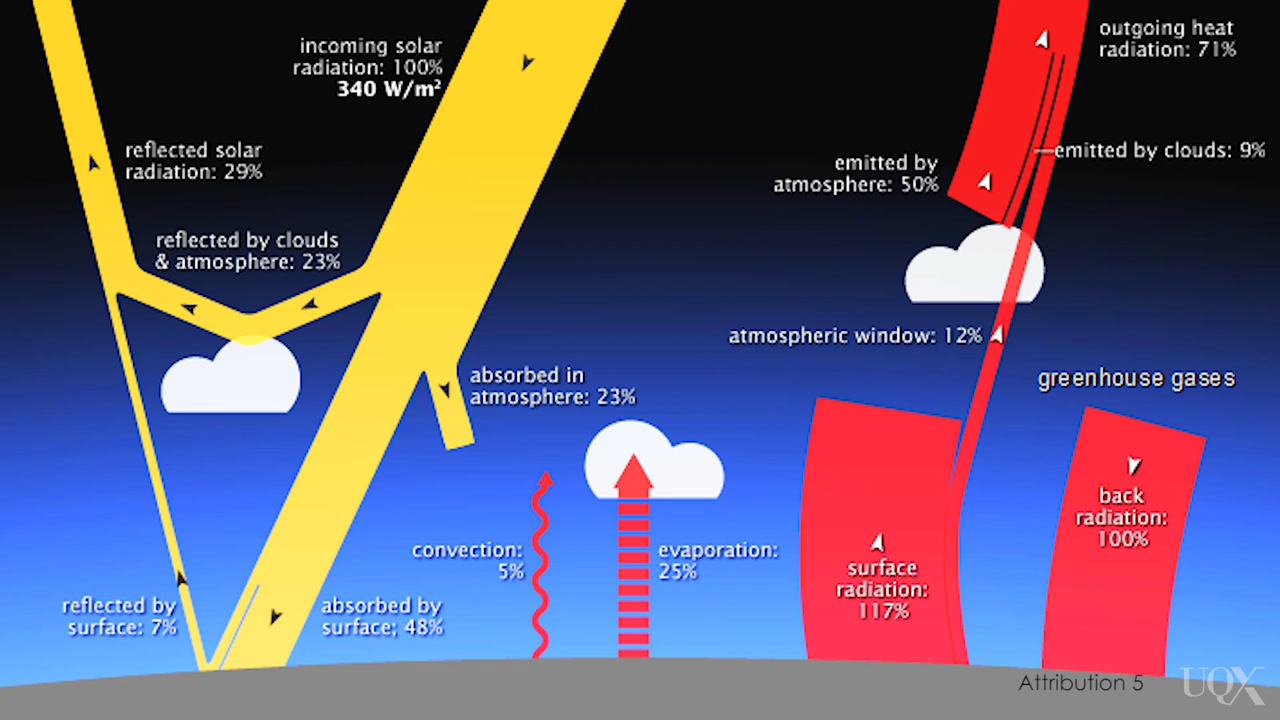 incoming solar
radiation: 100%
340 W/m²
reflected solar
radiation: 29%
reflected by clouds
& atmosphere: 23%
absorbed in
atmosphere: 23%
reflected by
surface: 7%
absorbed by
surface; 48%
convection:
5%
evaporation:
25%
outgoing heat
radiation: 71%
emitted by clouds: 9%
emitted by
atmosphere: 50%
atmospheric window: 12%
greenhouse gases
surface
radiation:
117%
back
radiation:
100%
Attribution 5
UQX